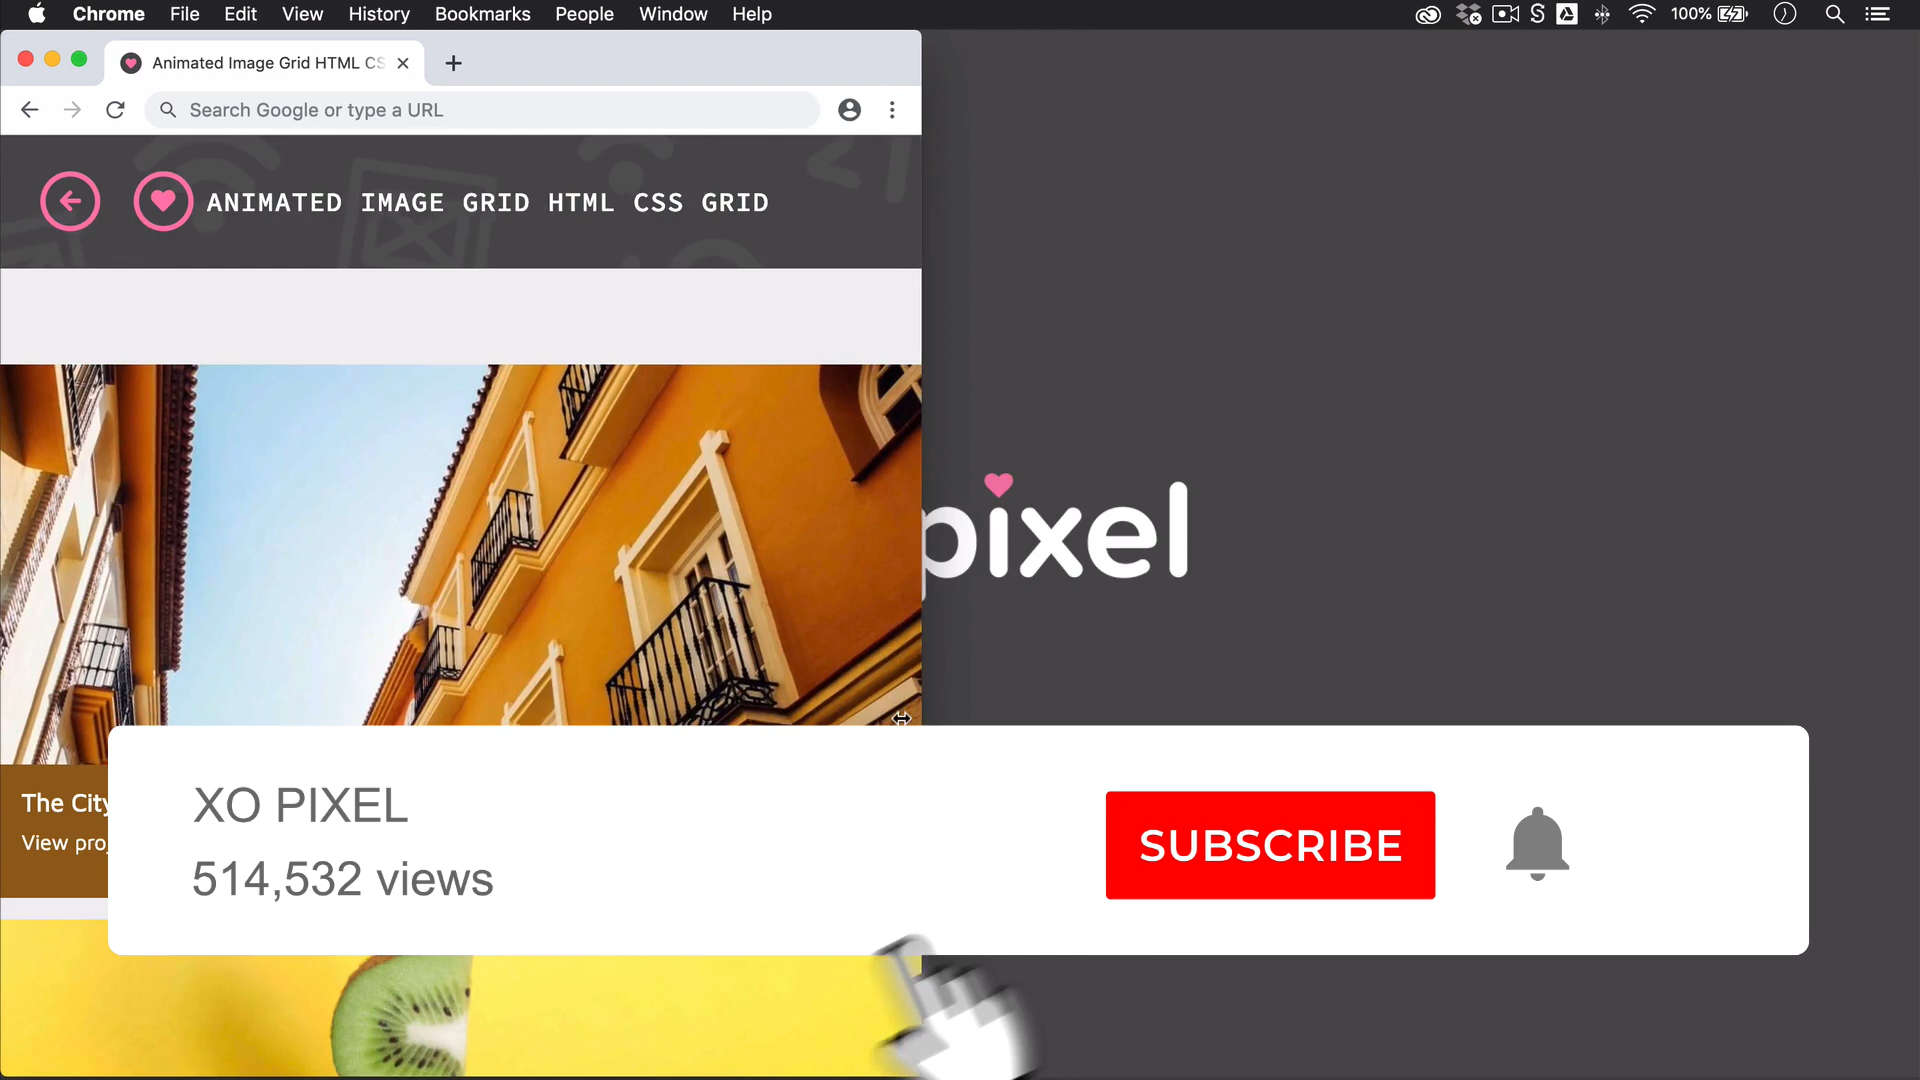 Chrome File Edit View History Bookmarks People Window Help
100%
Animated Image Grid HTML CS
Search Google or type a URL
ANIMATED IMAGE GRID HTML CSS GRID
pixel
The City
View proj
XO PIXEL
514,532 views
SUBSCRIBE